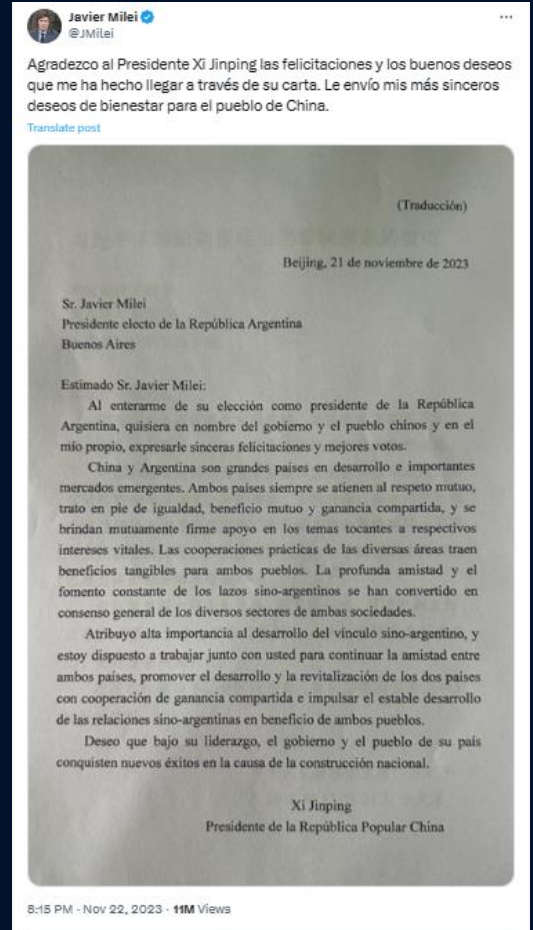 Javier Milei
@JMilei
Agradezco al Presidente Xi Jinping las felicitaciones y los buenos deseos
que me ha hecho llegar a través de su carta. Le envío mis más sinceros
deseos de bienestar para el pueblo de China.
Translate post
(Traducción)
Beijing, 21 de noviembre de 2023
Sr. Javier Milei
Presidente electo de la República Argentina
Buenos Aires
Estimado Sr. Javier Milei:
Al enterarme de su elección como presidente de la República
Argentina, quisiera en nombre del gobierno y el pueblo chinos y en el
mío propio, expresarle sinceras felicitaciones y mejores votos.
China y Argentina son grandes países en desarrollo e importantes
mercados emergentes. Ambos países siempre se atienen al respeto mutuo,
trato en pie de igualdad, beneficio mutuo y ganancia compartida, y se
brindan mutuamente firme apoyo en los temas tocantes a respectivos
intereses vitales. Las cooperaciones prácticas de las diversas áreas traen
beneficios tangibles para ambos pueblos. La profunda amistad y el
fomento constante de los lazos sino-argentinos se han convertido en
consenso general de los diversos sectores de ambas sociedades.
Atribuyo alta importancia al desarrollo del vínculo sino-argentino, y
estoy dispuesto a trabajar junto con usted para continuar la amistad entre
ambos países, promover el desarrollo y la revitalización de los dos países
con cooperación de ganancia compartida e impulsar el estable desarrollo
de las relaciones sino-argentinas en beneficio de ambos pueblos.
Deseo que bajo su liderazgo, el gobierno y el pueblo de su país
conquisten nuevos éxitos en la causa de la construcción nacional.
Xi Jinping
Presidente de la República Popular China
8:15 PM · Nov 22, 2023 · 11M Views